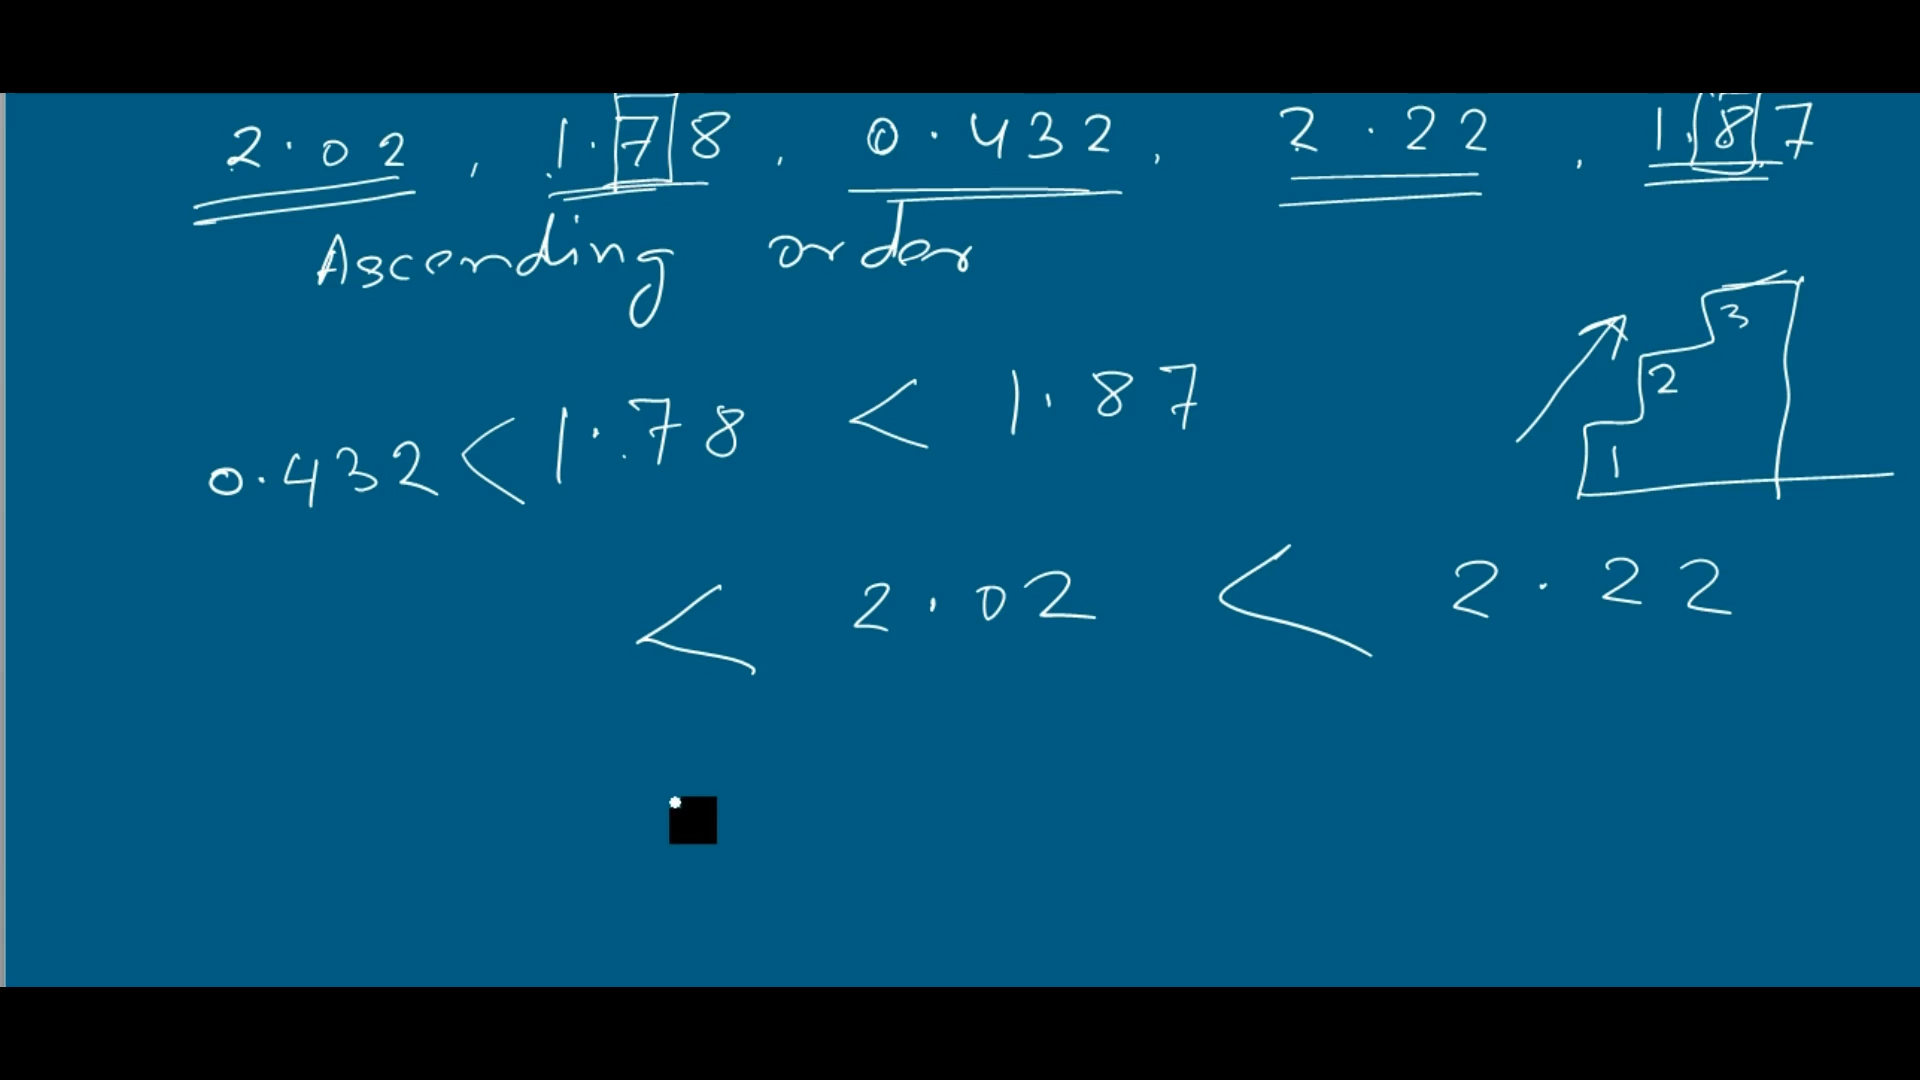 2.02, 1.78, 0.432, 2.22, 1.87
Ascending order
3
2
1
0.432 < 1.78 < 1.87
< 2.02 < 2.22